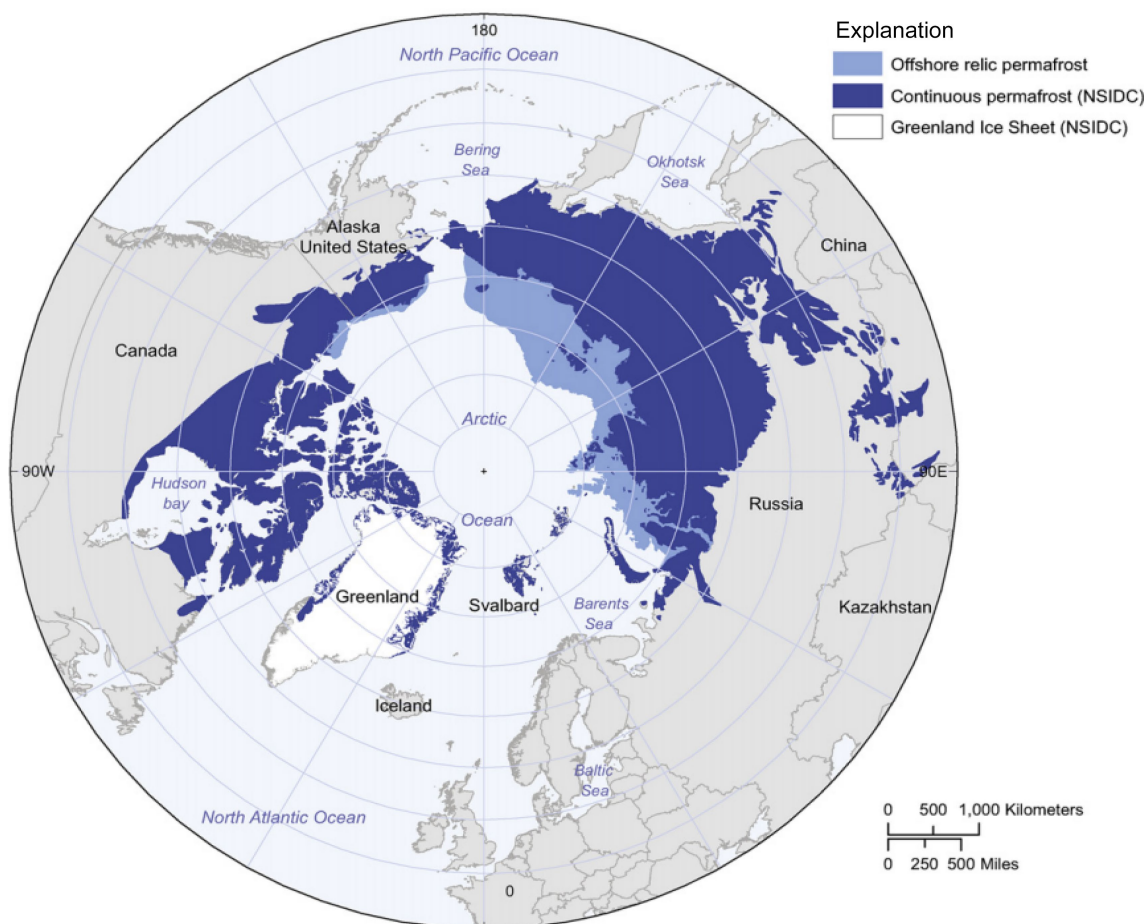 Explanation
Offshore relic permafrost
Continuous permafrost (NSIDC)
Greenland Ice Sheet (NSIDC)
180
North Pacific Ocean
Bering
Sea
Okhotsk
Sea
Alaska
United States
China
Canada
Arctic
90W
90E
Hudson
bay
Ocean
Russia
Greenland
Svalbard
Barents
Sea
Kazakhstan
Iceland
Baltic
Sea
North Atlantic Ocean
0
0 500 1,000 Kilometers
0 250 500 Miles